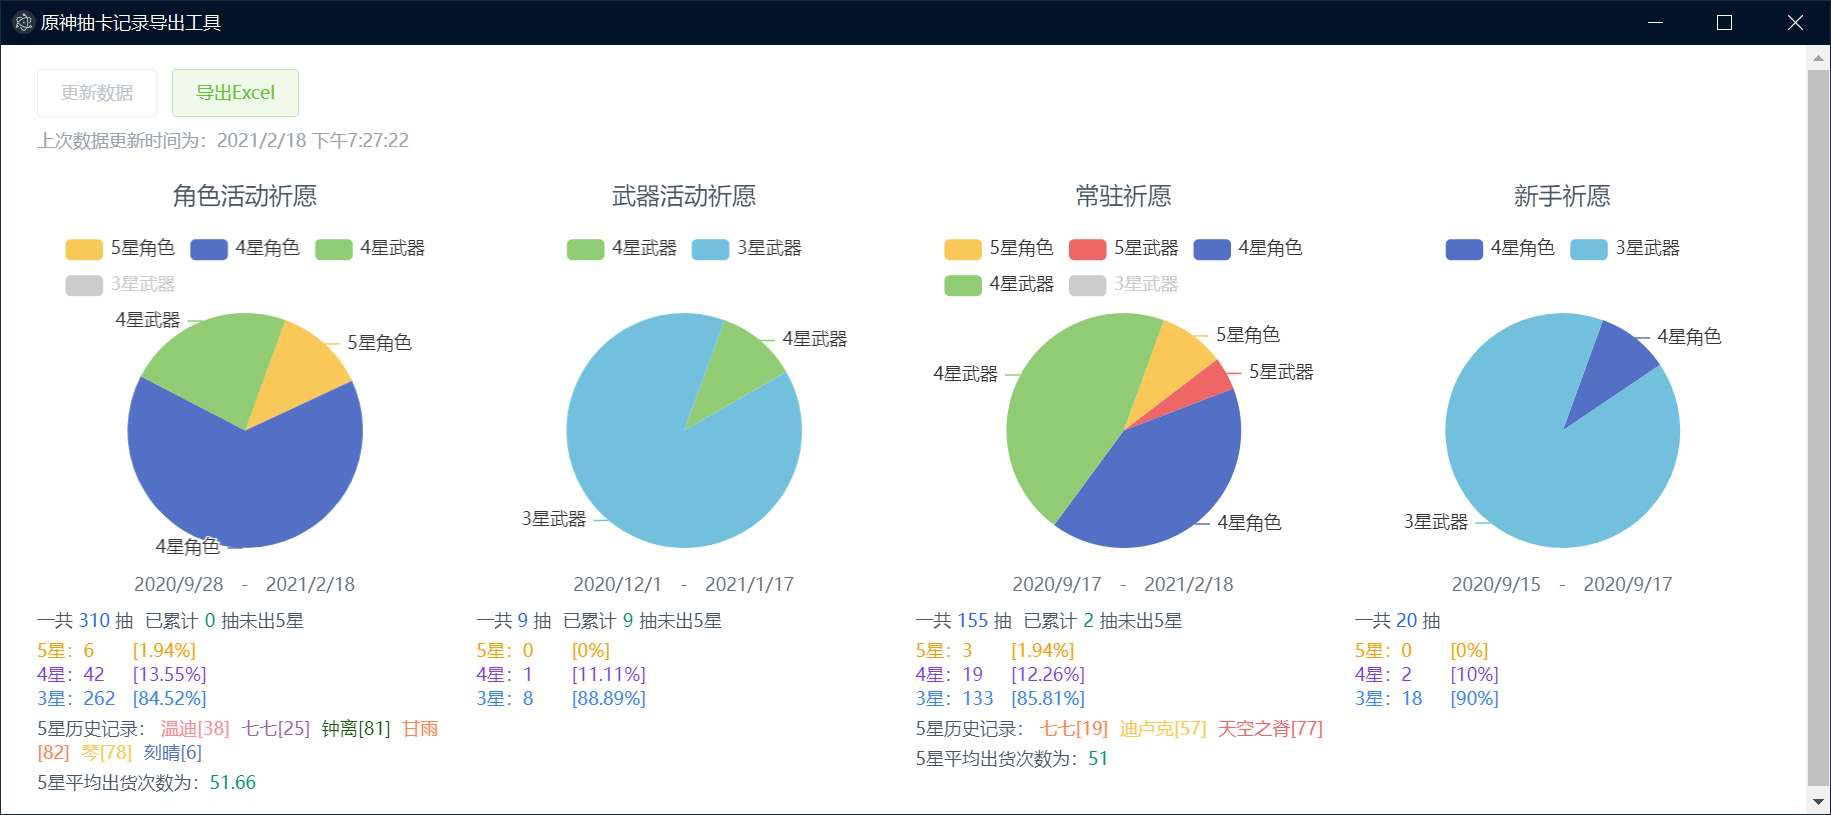 原神抽卡记录导出工具
更新数据 导出Excel
上次数据更新时间为：2021/2/18 下午7:27:22
角色活动祈愿
5星角色 4星角色 4星武器
3星武器
4星武器
5星角色
4星角色
2020/9/28 - 2021/2/18
一共 310 抽 已累计 0 抽未出5星
5星：6 [1.94%]
4星：42 [13.55%]
3星：262 [84.52%]
5星历史记录： 温迪[38] 七七[25] 钟离[81] 甘雨
[82] 琴[78] 刻晴[6]
5星平均出货次数为：51.66
武器活动祈愿
4星武器 3星武器
4星武器
3星武器
2020/12/1 - 2021/1/17
一共 9 抽 已累计 9 抽未出5星
5星：0 [0%]
4星：1 [11.11%]
3星：8 [88.89%]
常驻祈愿
5星角色 5星武器 4星角色
4星武器 3星武器
5星角色
5星武器
4星武器
4星角色
2020/9/17 - 2021/2/18
一共 155 抽 已累计 2 抽未出5星
5星：3 [1.94%]
4星：19 [12.26%]
3星：133 [85.81%]
5星历史记录： 七七[19] 迪卢克[57] 天空之脊[77]
5星平均出货次数为：51
新手祈愿
4星角色 3星武器
4星角色
3星武器
2020/9/15 - 2020/9/17
一共 20 抽
5星：0 [0%]
4星：2 [10%]
3星：18 [90%]